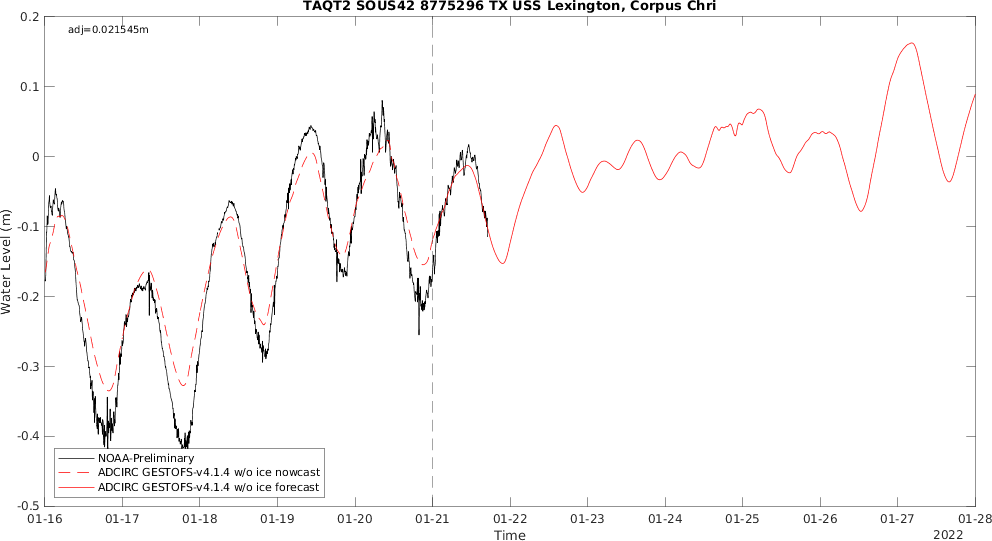 TAQT2 SOUS42 8775296 TX USS Lexington, Corpus Chri
adj=0.021545m
0.2
0.1
0
-0.1
-0.2
-0.3
-0.4
-0.5
Water Level (m)
NOAA-Preliminary
ADCIRC GESTOFS-v4.1.4 w/o ice nowcast
ADCIRC GESTOFS-v4.1.4 w/o ice forecast
01-16 01-17 01-18 01-19 01-20 01-21 01-22 01-23 01-24 01-25 01-26 01-27 01-28
Time
2022